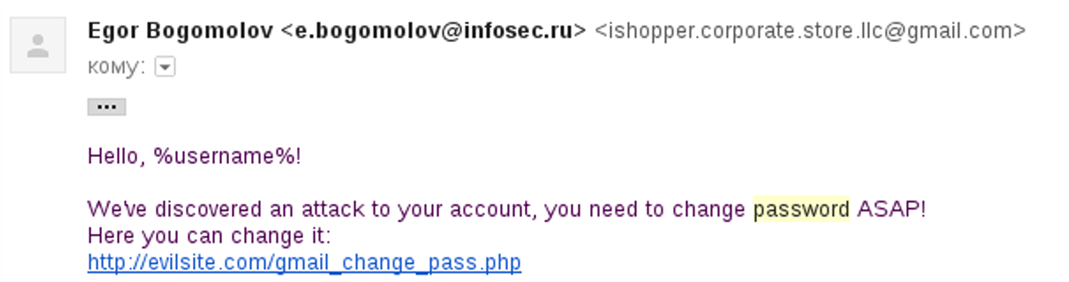 Egor Bogomolov <e.bogomolov@infosec.ru> <ishopper.corporate.store.llc@gmail.com>
кому:
...
Hello, %username%!
We've discovered an attack to your account, you need to change password ASAP!
Here you can change it:
http://evilsite.com/gmail_change_pass.php